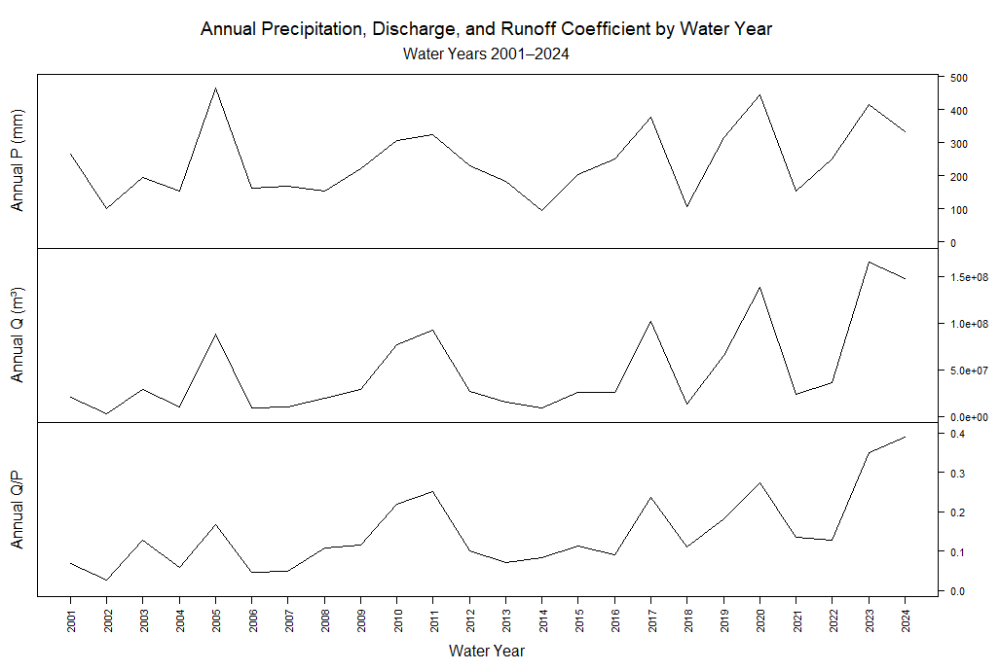 Annual Precipitation, Discharge, and Runoff Coefficient by Water Year
Water Years 2001–2024
Annual P (mm)
500
400
300
200
100
0
Annual Q (m³)
1.5e+08
1.0e+08
5.0e+07
0.0e+00
Annual Q/P
0.4
0.3
0.2
0.1
0.0
2001 2002 2003 2004 2005 2006 2007 2008 2009 2010 2011 2012 2013 2014 2015 2016 2017 2018 2019 2020 2021 2022 2023 2024
Water Year